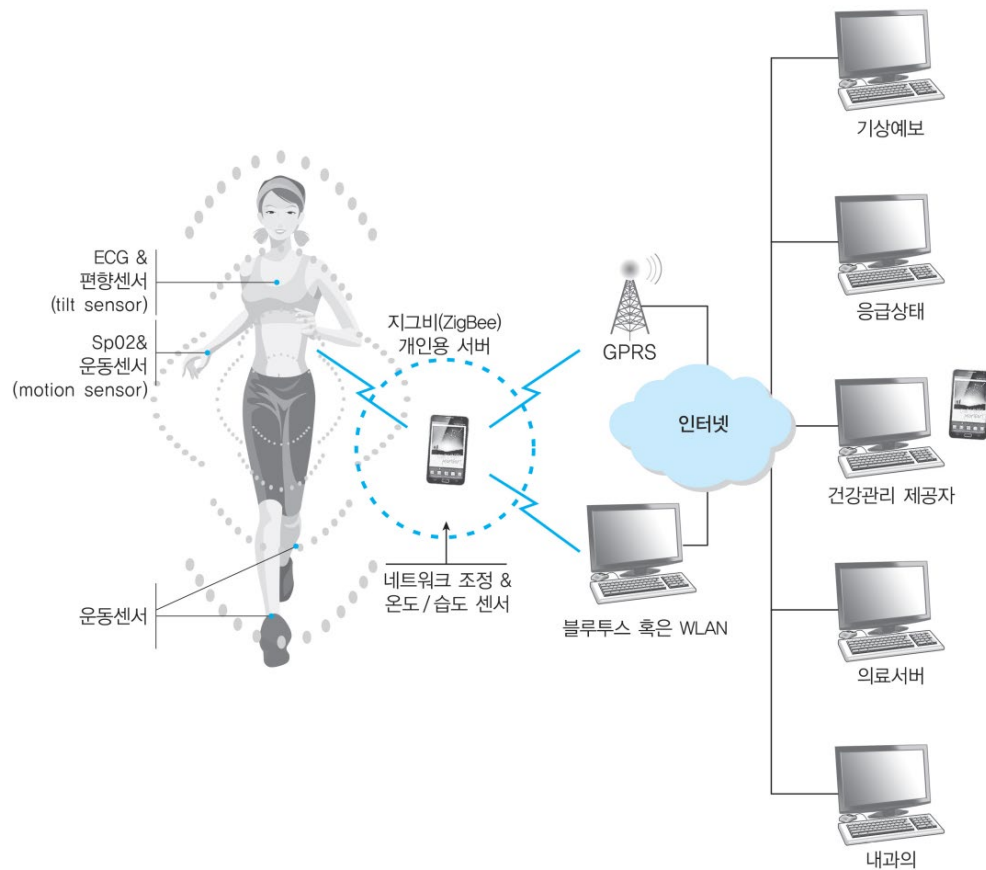 ECG &
편향센서
(tilt sensor)
Sp02&
운동센서
(motion sensor)
운동센서
지그비(ZigBee)
개인용 서버
네트워크 조정 &
온도/습도 센서
GPRS
블루투스 혹은 WLAN
인터넷
기상예보
응급상태
건강관리 제공자
의료서버
내과의